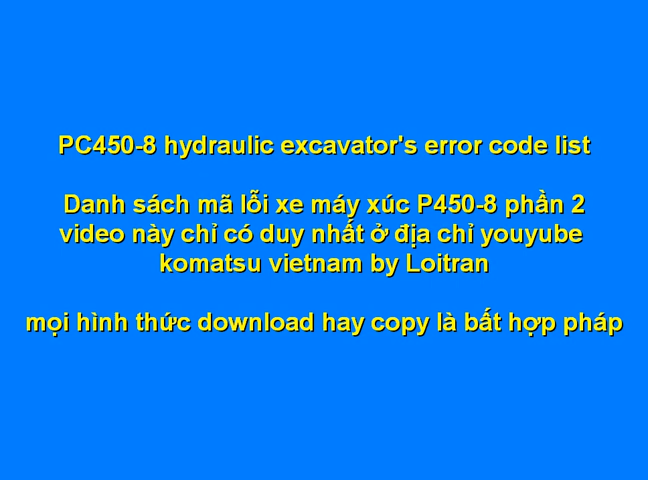 PC450-8 hydraulic excavator's error code list
Danh sách mã lỗi xe máy xúc P450-8 phần 2
video này chỉ có duy nhất ở địa chỉ youyube
komatsu vietnam by Loitran
mọi hình thức download hay copy là bất hợp pháp